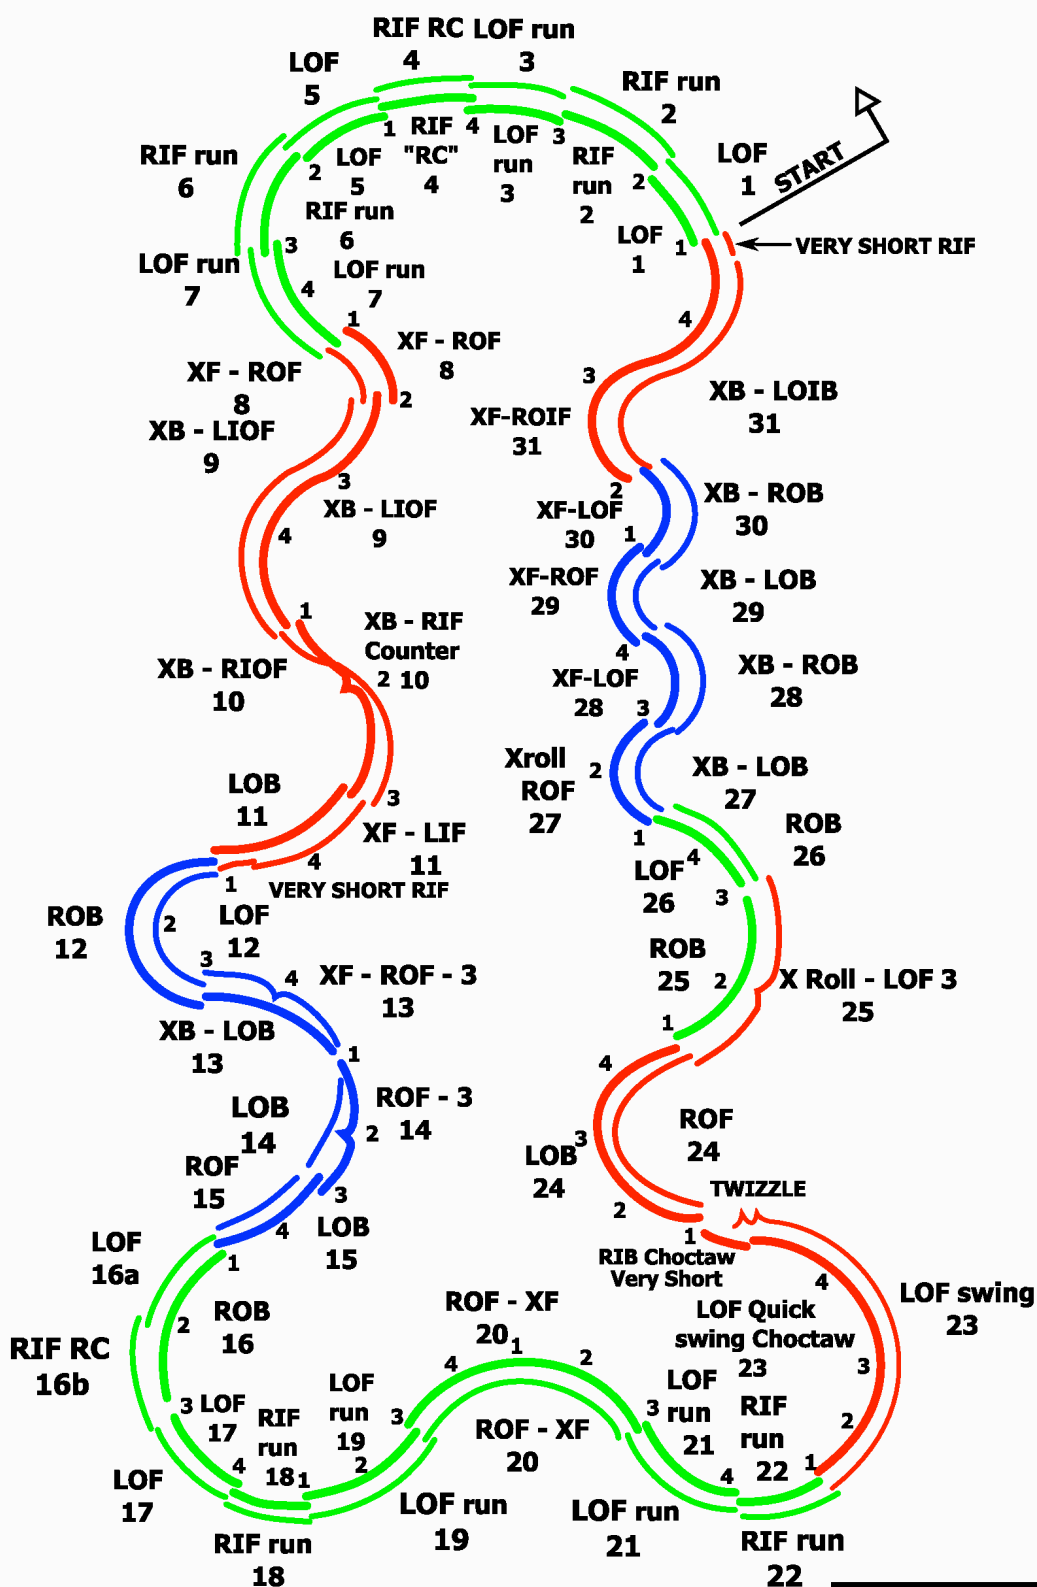 RIF RC LOF run
4
3
LOF
5
RIF run
2
RIF run
6
LOF
1
START
1
RIF
"RC"
4
4
LOF
run
3
3
RIF
run
2
2
2
LOF
5
RIF run
6
LOF
1
1
VERY SHORT RIF
3
LOF run
7
LOF run
7
4
1
4
XF - ROF
8
XF - ROF
8
2
3
XF-ROIF
31
XB - LOIB
31
XB - LIOF
9
3
XB - LIOF
9
4
2
XF-LOF
30
1
XB - ROB
30
XF-ROF
29
XB - LOB
29
1
XB - RIF
Counter
2 10
XB - RIOF
10
4
XF-LOF
28
3
XB - ROB
28
Xroll
ROF
27
2
XB - LOB
27
LOB
11
3
XF - LIF
11
4
1
VERY SHORT RIF
1
4
LOF
26
3
ROB
26
ROB
12
2
LOF
12
3
4
XF - ROF - 3
13
XB - LOB
13
ROB
25
2
1
X Roll - LOF 3
25
1
4
LOB
14
ROF - 3
14
2
ROF
24
3
LOB
24
ROF
15
3
LOB
15
4
2
TWIZZLE
1
RIB Choctaw
Very Short
LOF
16a
1
4
ROB
16
2
RIF RC
16b
ROF - XF
20
1
4
2
LOF Quick
swing Choctaw
23
LOF swing
23
3
3
LOF
17
RIF
run
18
LOF
run
19
3
3
LOF
run
21
RIF
run
22
2
ROF - XF
20
4
1
2
4
1
LOF
17
LOF run
19
LOF run
21
RIF run
18
RIF run
22